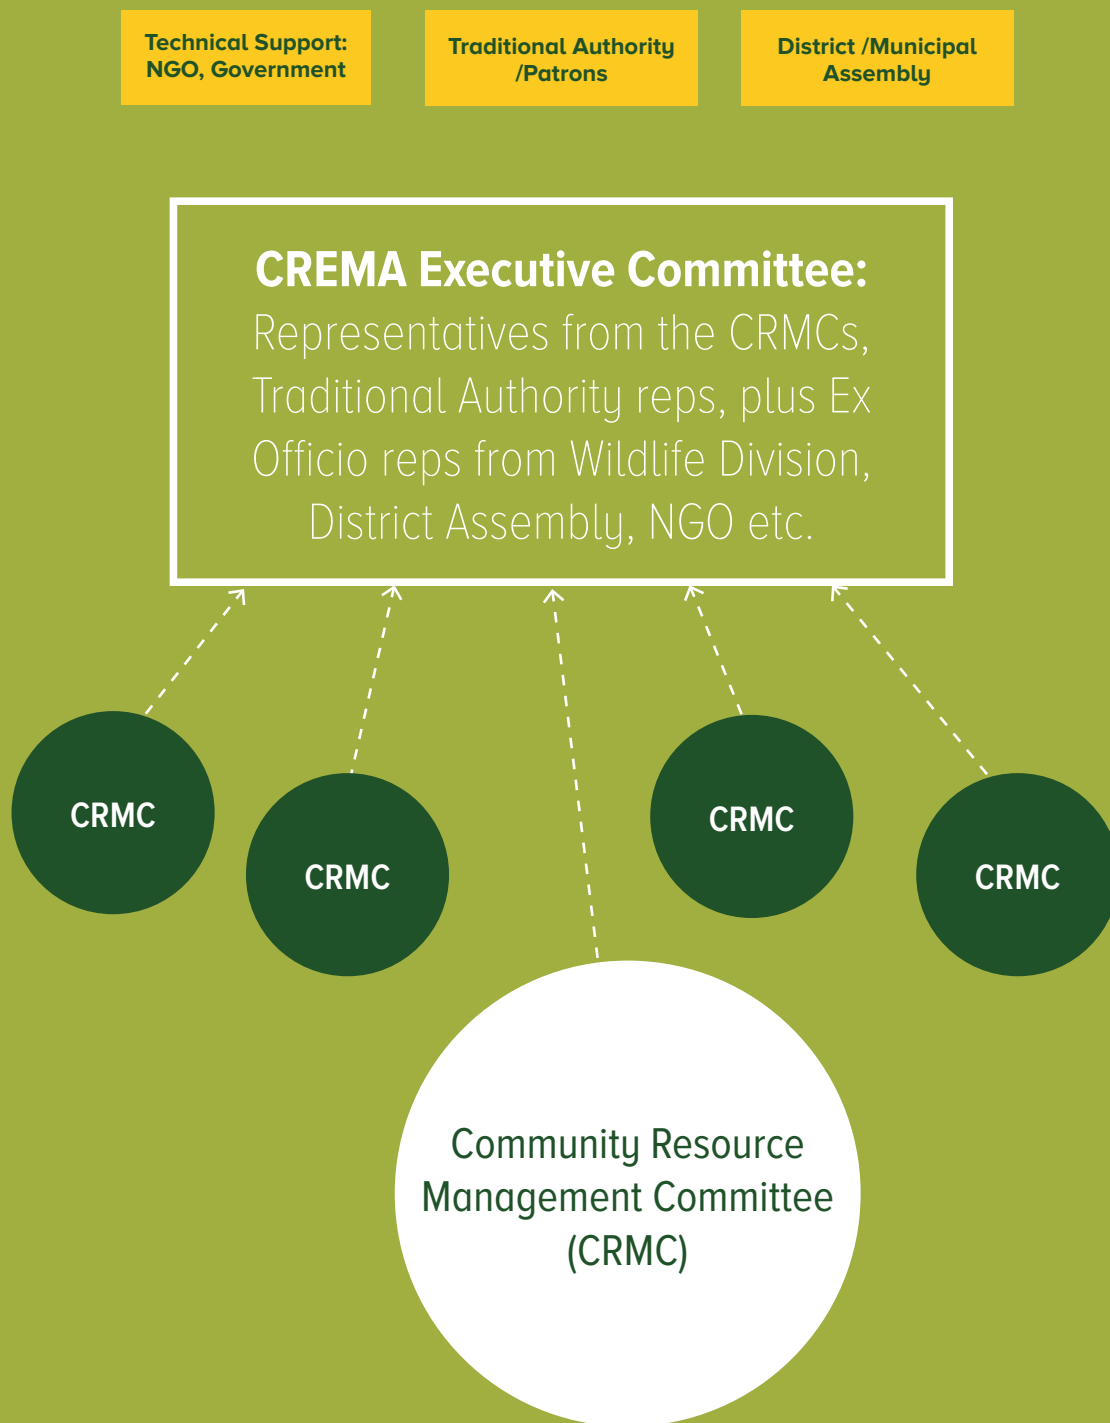 Technical Support:
NGO, Government
Traditional Authority
/Patrons
District /Municipal
Assembly
CREMA Executive Committee:
Representatives from the CRMCs,
Traditional Authority reps, plus Ex
Officio reps from Wildlife Division,
District Assembly, NGO etc.
CRMC
CRMC
CRMC
CRMC
Community Resource
Management Committee
(CRMC)